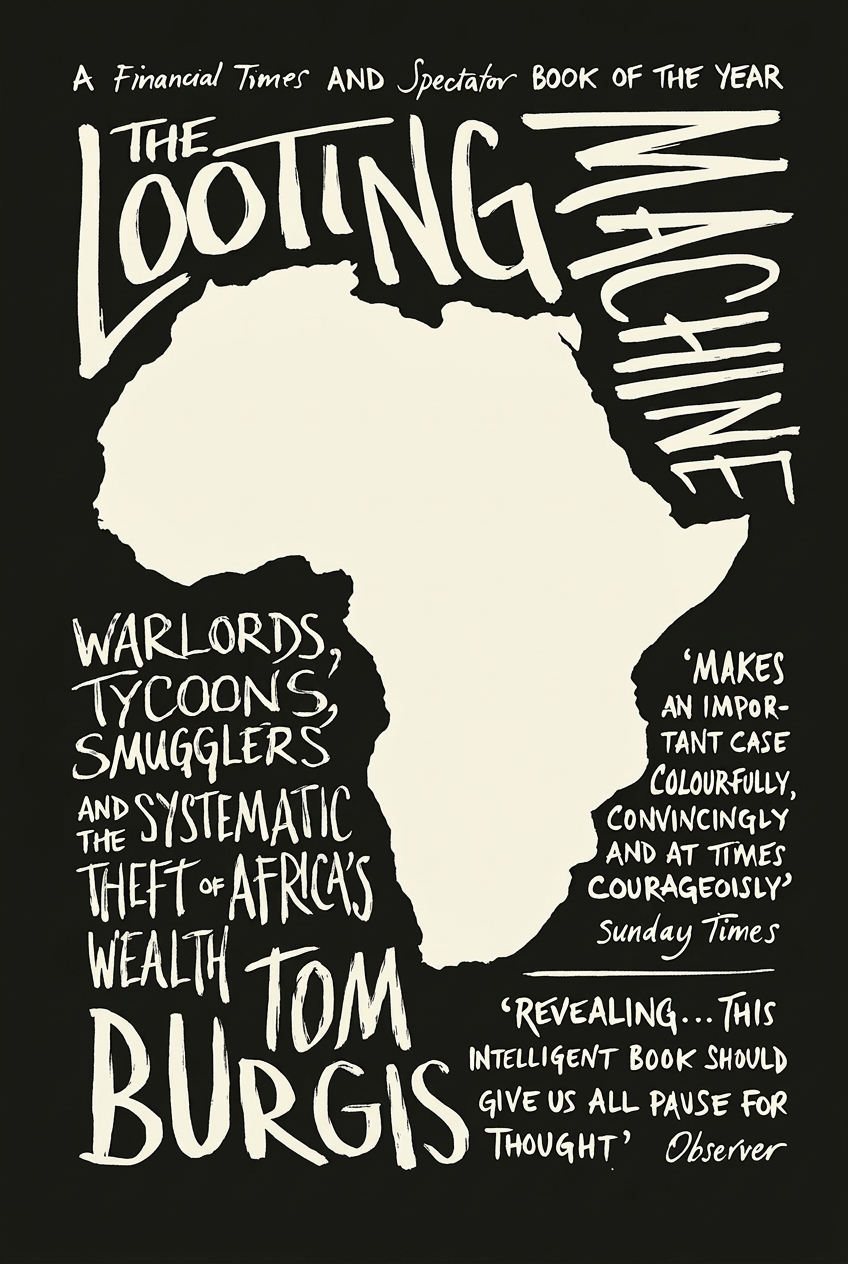 A Financial Times AND Spectator BOOK OF THE YEAR
THE
LOOTING
MACHINE
WARLORDS,
TYCOONS,
SMUGGLERS
AND THE SYSTEMATIC
THEFT OF AFRICA'S
WEALTH
TOM
BURGIS
‘MAKES
AN IMPOR-
TANT CASE
COLOURFULLY,
CONVINCINGLY
AND AT TIMES
COURAGEOISLY’
Sunday Times
‘REVEALING... THIS
INTELLIGENT BOOK SHOULD
GIVE US ALL PAUSE FOR
THOUGHT’ Observer